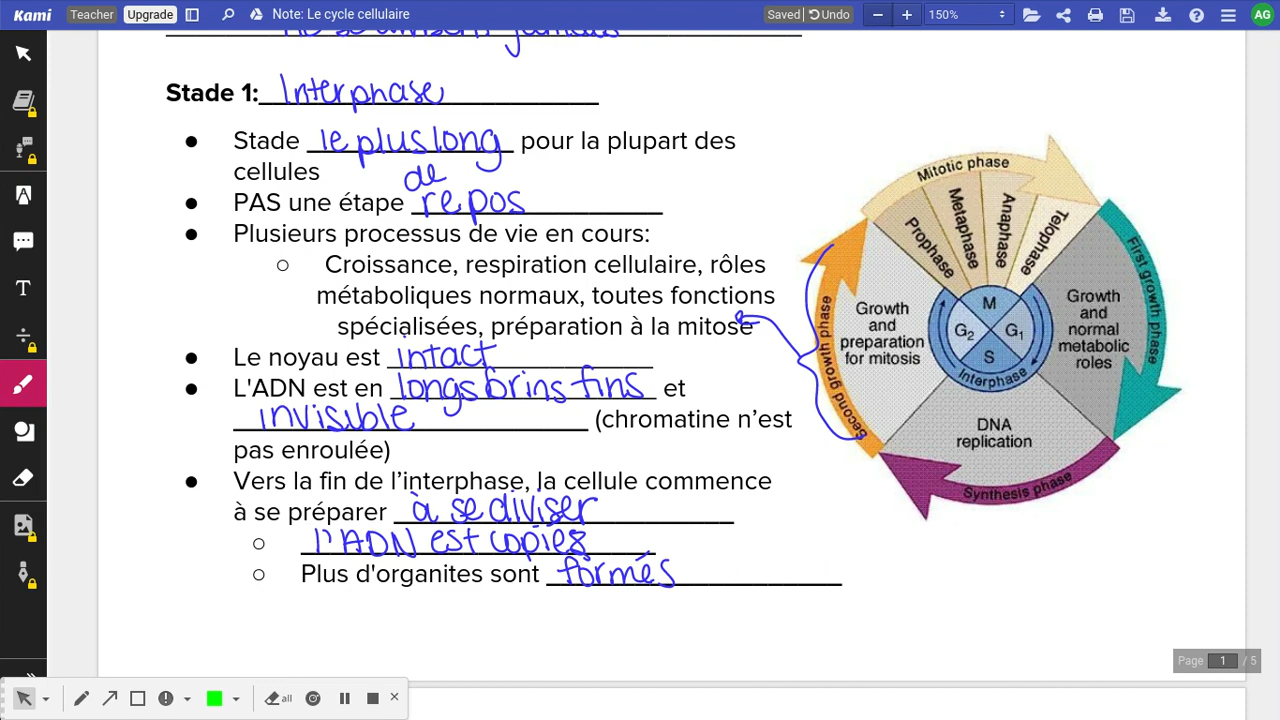 Kami Teacher Upgrade Note: Le cycle cellulaire Saved Undo 150% AG
ne se divisent jamais
Stade 1: Interphase
● Stade le plus long pour la plupart des
cellules
● PAS une étape de repos
● Plusieurs processus de vie en cours:
○ Croissance, respiration cellulaire, rôles
métaboliques normaux, toutes fonctions
spécialisées, préparation à la mitose
● Le noyau est intact
● L'ADN est en longs brins fins et
invisible (chromatine n'est
pas enroulée)
● Vers la fin de l'interphase, la cellule commence
à se préparer à se diviser
○ l'ADN est copiés
○ Plus d'organites sont formés
Mitotic phase
Prophase
Metaphase
Anaphase
Telophase
First growth phase
Second growth phase
Growth
and
preparation
for mitosis
M
G2
G1
S
Interphase
Growth
and
normal
metabolic
roles
DNA
replication
Synthesis phase
Page 1 / 5
all